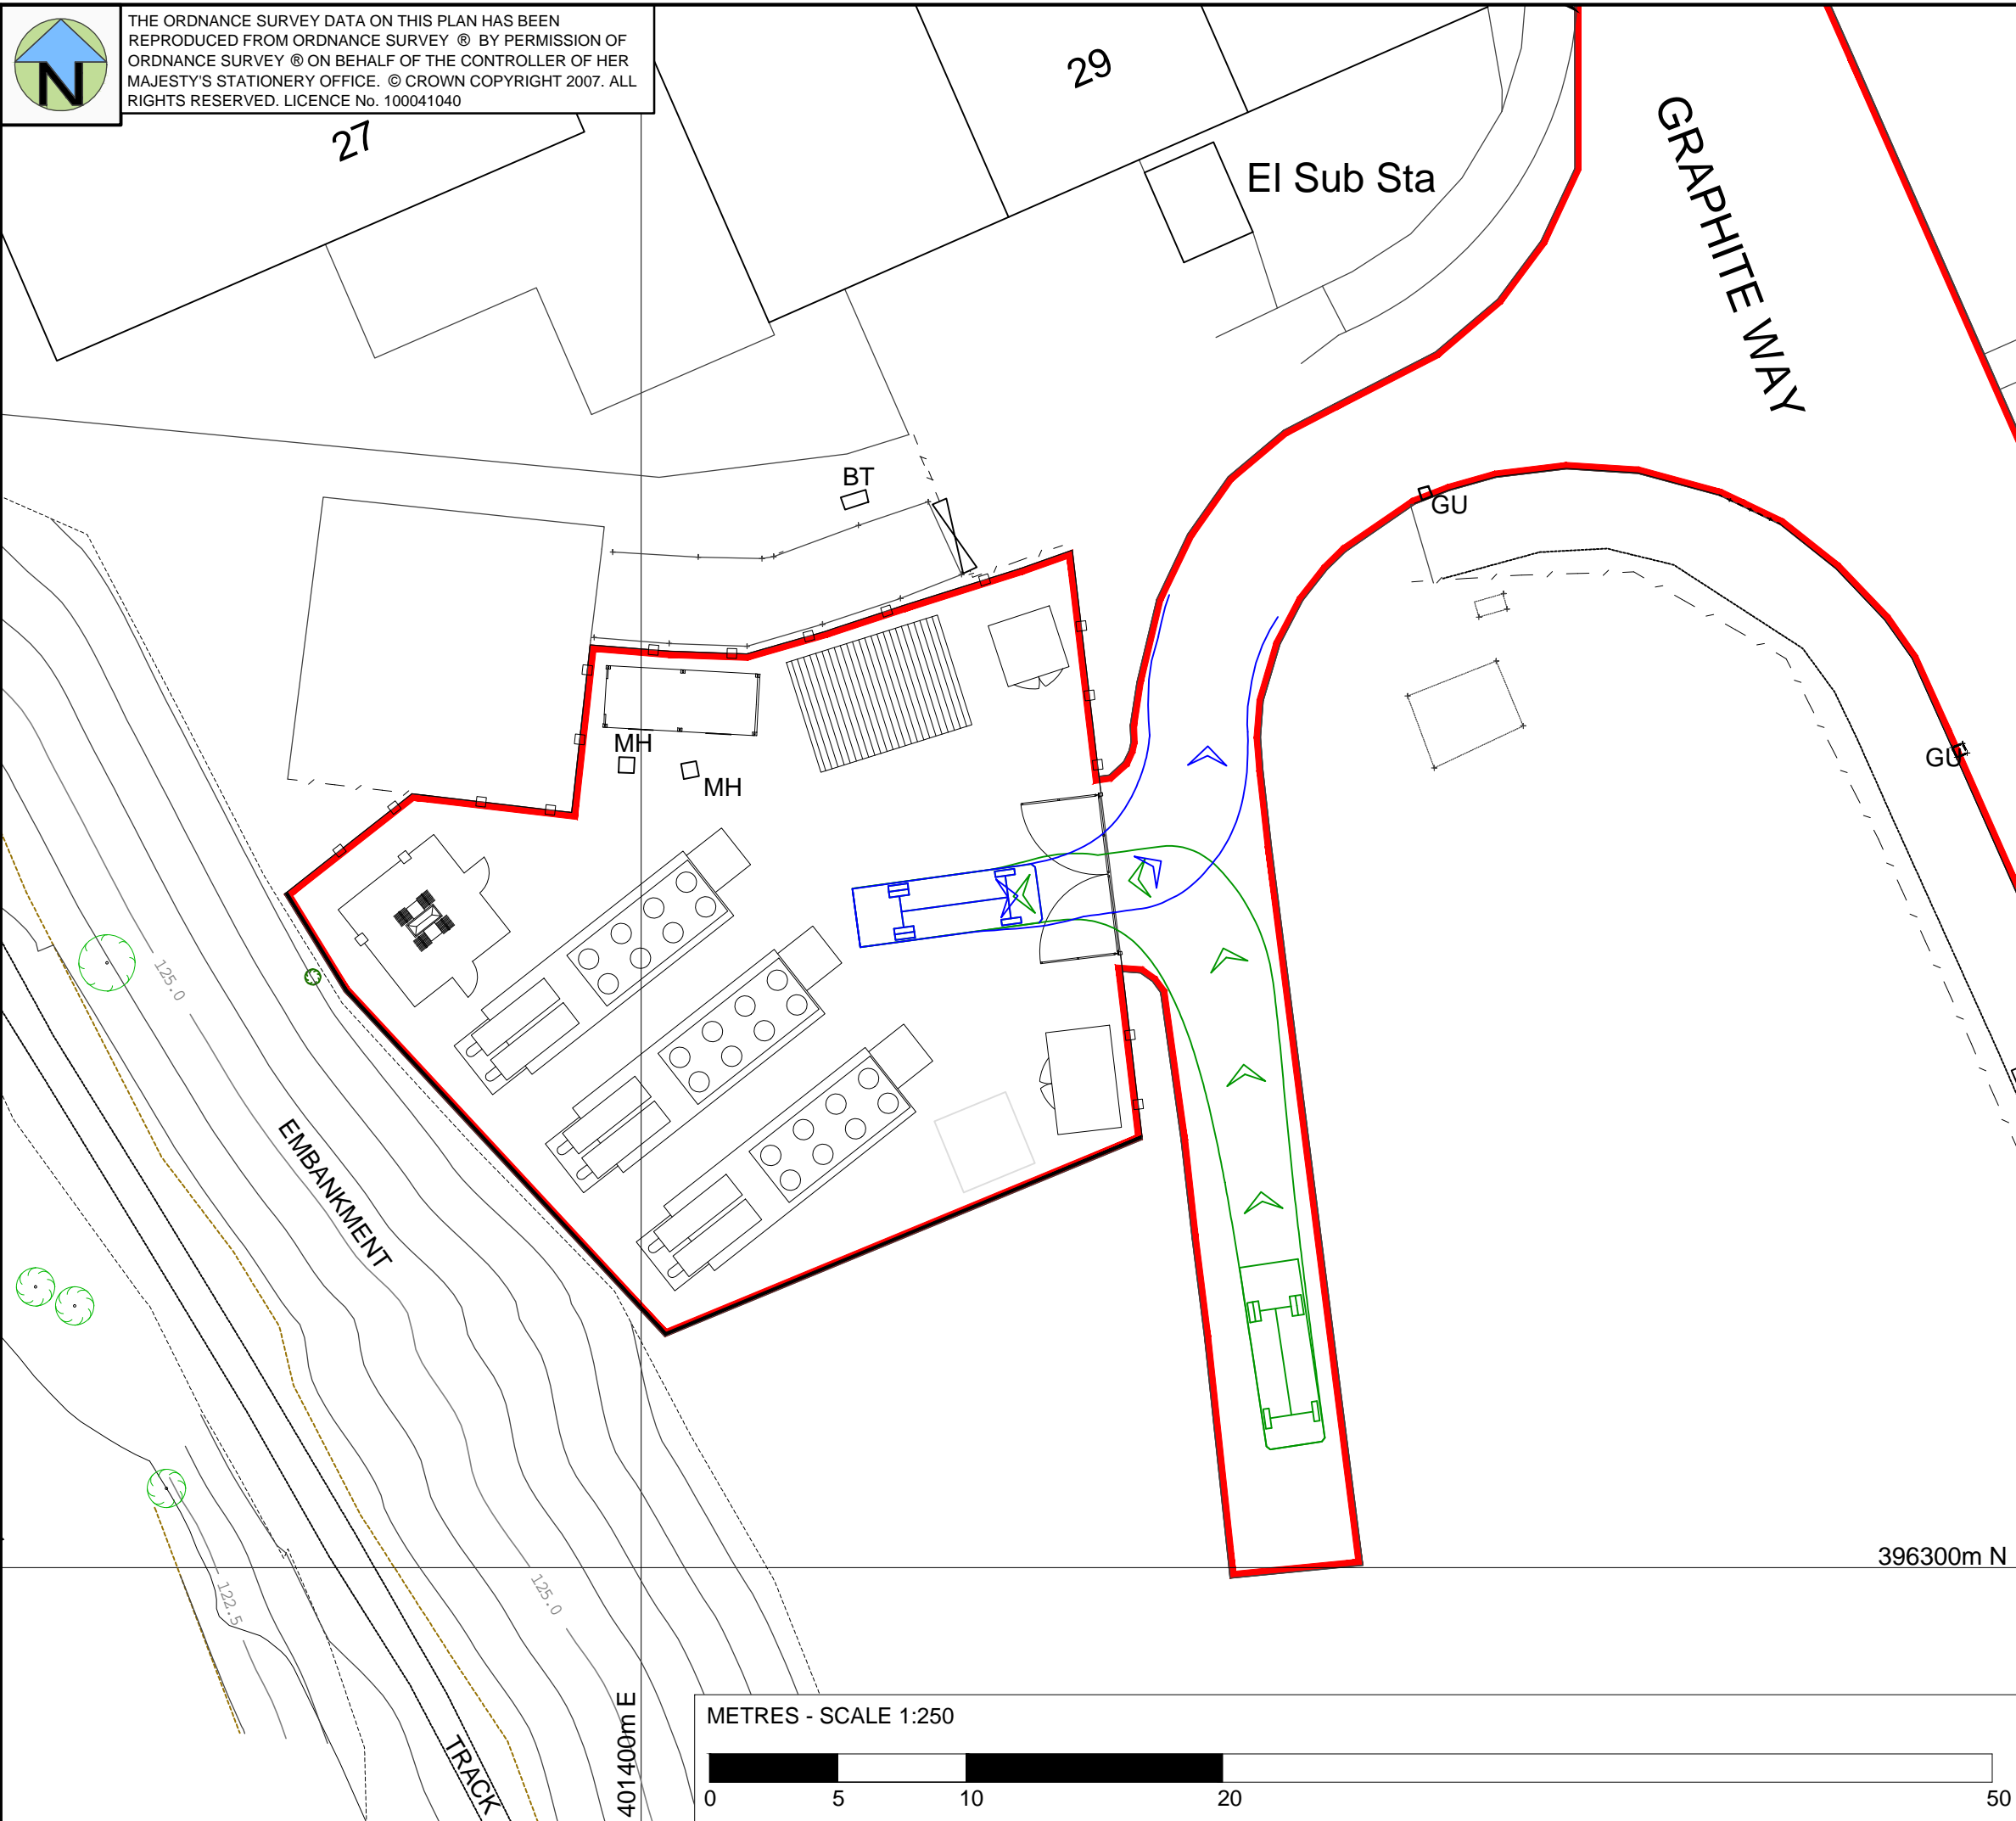 N
THE ORDNANCE SURVEY DATA ON THIS PLAN HAS BEEN
REPRODUCED FROM ORDNANCE SURVEY ® BY PERMISSION OF
ORDNANCE SURVEY ® ON BEHALF OF THE CONTROLLER OF HER
MAJESTY'S STATIONERY OFFICE. © CROWN COPYRIGHT 2007. ALL
RIGHTS RESERVED. LICENCE No. 100041040
27
29
El Sub Sta
GRAPHITE WAY
BT
GU
MH
MH
GU
125.0
EMBANKMENT
396300m N
125.0
122.5
TRACK
401400m E
METRES - SCALE 1:250
0 5 10 20 50